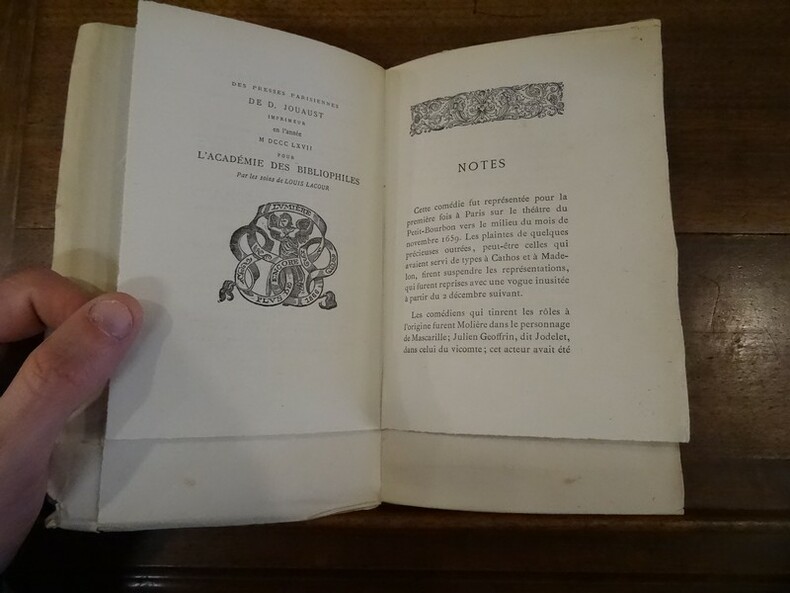 DES PRESSES PARISIENNES
DE D. JOUAUST
IMPRIMEUR
en l'année
M DCCC LXVII
POUR
L'ACADÉMIE DES BIBLIOPHILES
Par les soins de LOUIS LACOUR
LVMIÈRE
ENCORE
PLVS DE
NOTES
Cette comédie fut représentée pour la
première fois à Paris sur le théâtre du
Petit-Bourbon vers le milieu du mois de
novembre 1659. Les plaintes de quelques
précieuses outrées, peut-être celles qui
avaient servi de types à Cathos et à Made-
lon, firent suspendre les représentations,
qui furent reprises avec une vogue inusitée
à partir du 2 décembre suivant.
Les comédiens qui tinrent les rôles à
l'origine furent Molière dans le personnage
de Mascarille; Julien Geoffrin, dit Jodelet,
dans celui du vicomte; cet acteur avait été